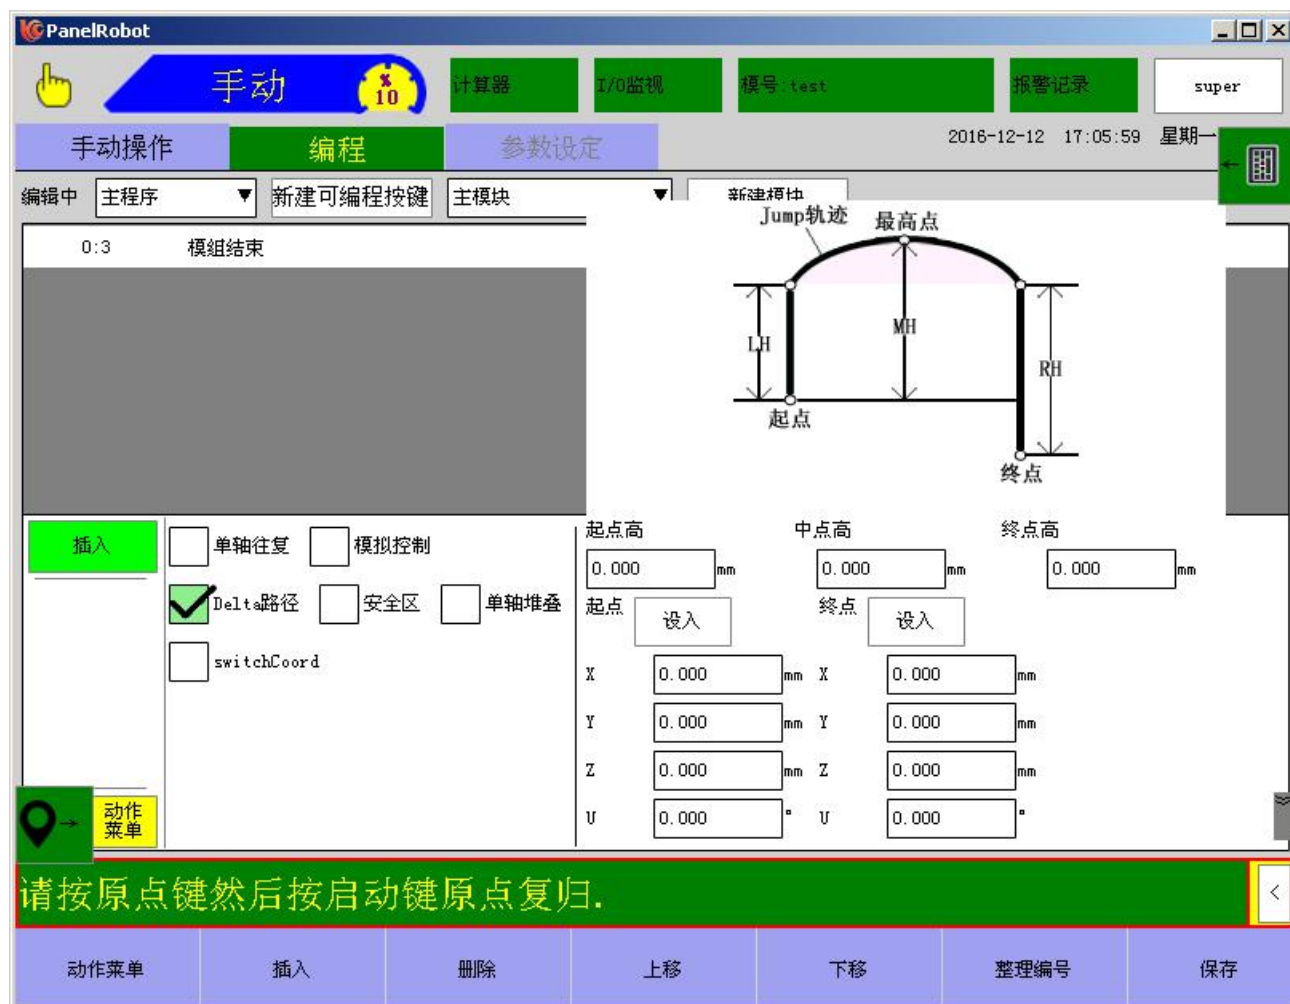 PanelRobot
手动 % 10 计算器 I/O监视 模号:test 报警记录 super
手动操作 编程 参数设定 2016-12-12 17:05:59 星期一
编辑中 主程序 新建可编程按键 主模块 新建模块
0:3 模组结束
Jump轨迹 最高点
MH
LH
RH
起点
终点
插入 单轴往复 模拟控制
Delta路径 安全区 单轴堆叠
switchCoord
起点高 中点高 终点高
0.000 mm 0.000 mm 0.000 mm
起点 设入 终点 设入
X 0.000 mm X 0.000 mm
Y 0.000 mm Y 0.000 mm
Z 0.000 mm Z 0.000 mm
U 0.000 ° U 0.000 °
动作
菜单
请按原点键然后按启动键原点复归.
<
动作菜单 插入 删除 上移 下移 整理编号 保存